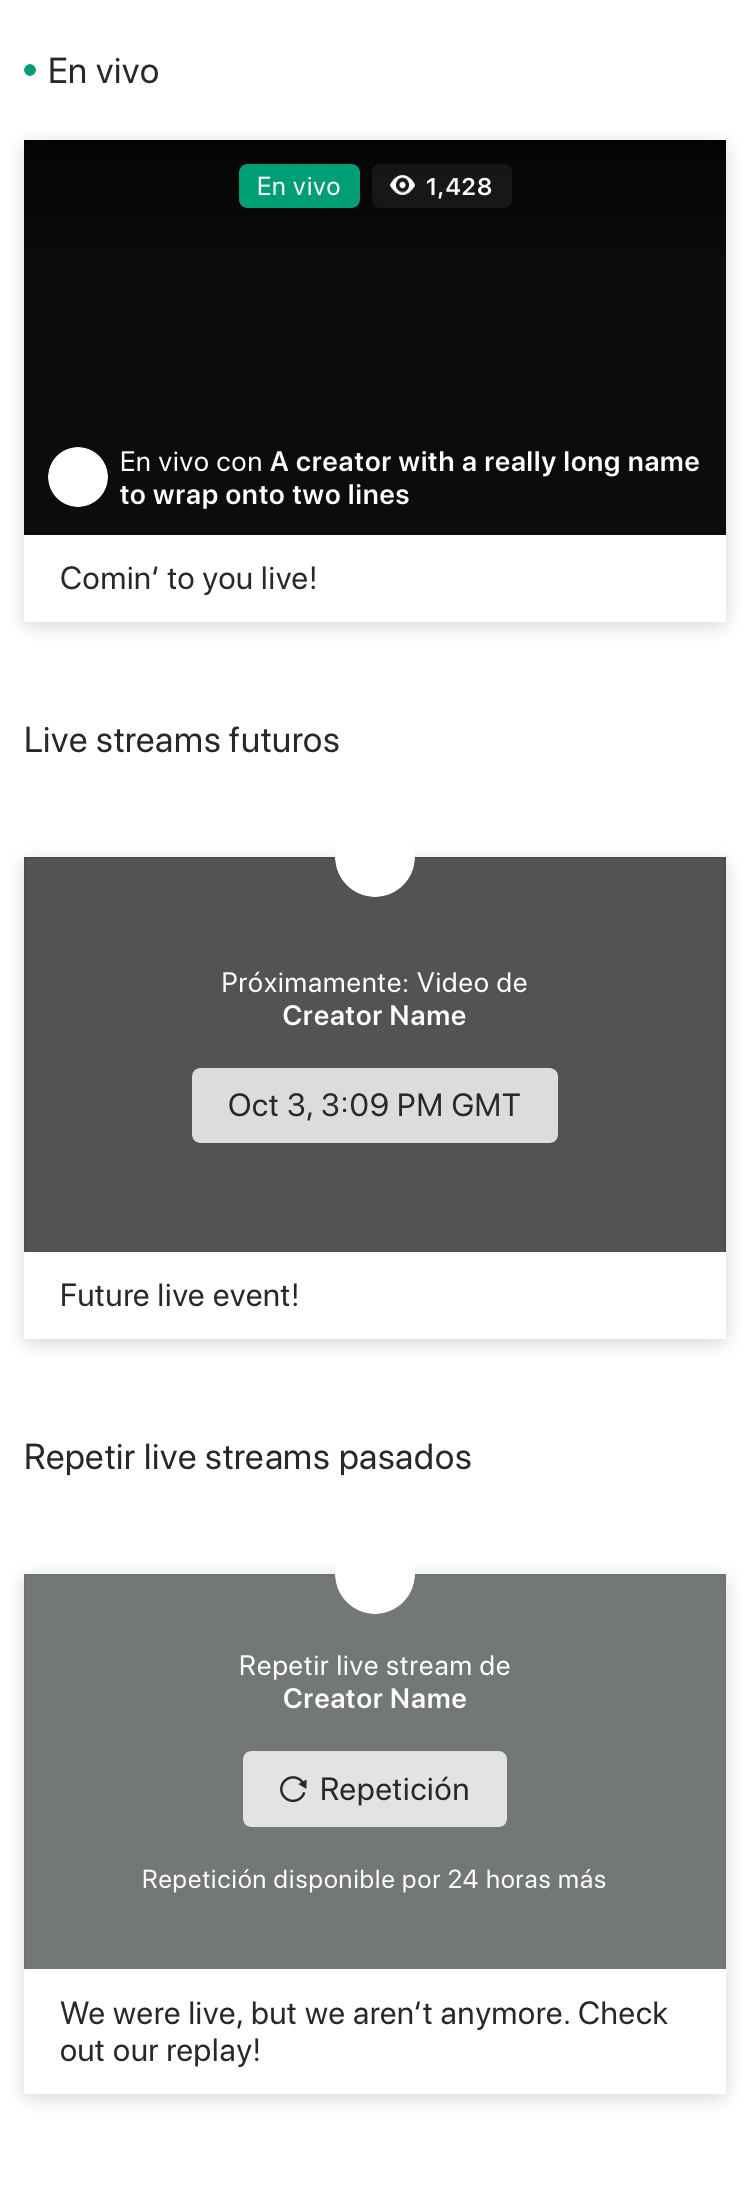 En vivo
En vivo 1,428
En vivo con A creator with a really long name
to wrap onto two lines
Comin‘ to you live!
Live streams futuros
Próximamente: Video de
Creator Name
Oct 3, 3:09 PM GMT
Future live event!
Repetir live streams pasados
Repetir live stream de
Creator Name
Repetición
Repetición disponible por 24 horas más
We were live, but we aren‘t anymore. Check
out our replay!